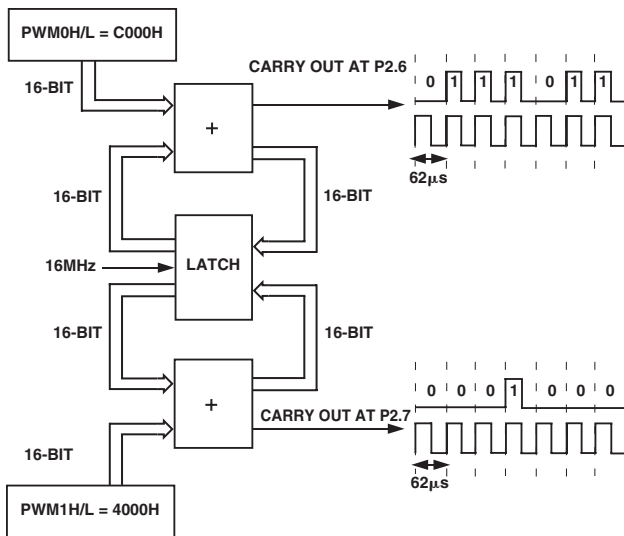 PWM0H/L = C000H
16-BIT
CARRY OUT AT P2.6
0 1 1 1 0 1 1
+
62µs
16-BIT
16-BIT
16MHz
LATCH
16-BIT
16-BIT
0 0 0 1 0 0 0
+
CARRY OUT AT P2.7
16-BIT
62µs
PWM1H/L = 4000H